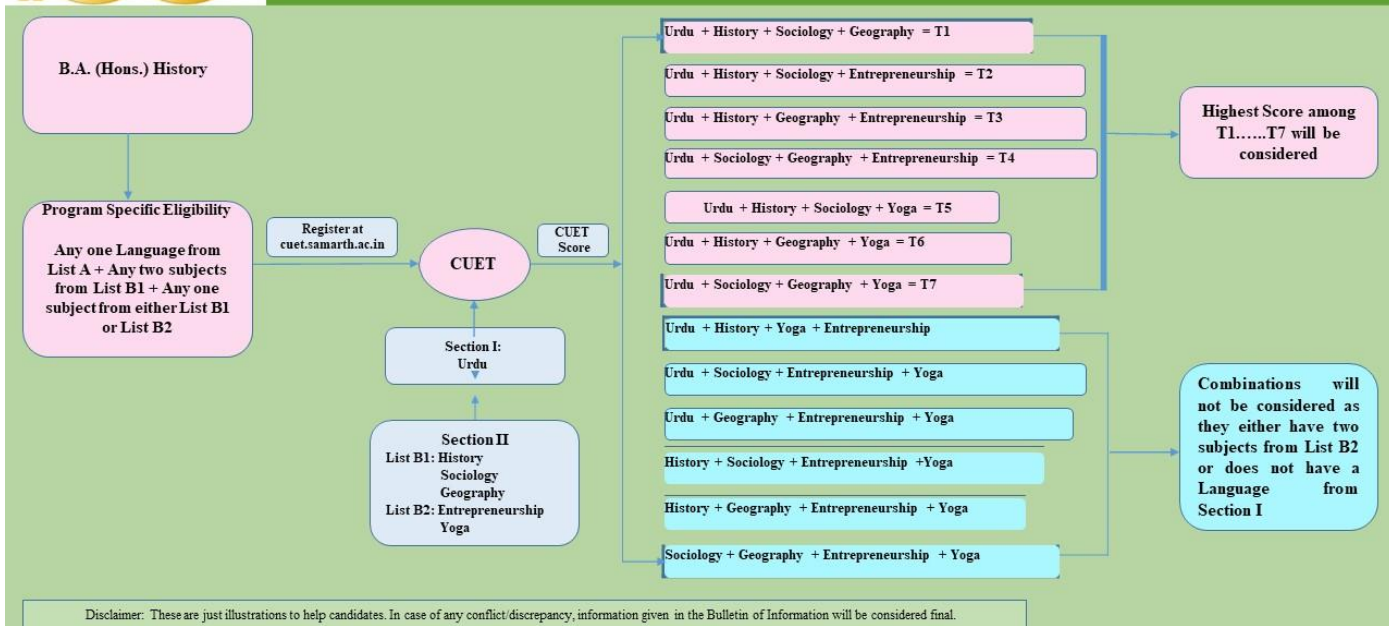 B.A. (Hons.) History
Program Specific Eligibility
Any one Language from
List A + Any two subjects
from List B1 + Any one
subject from either List B1
or List B2
Register at
cuet.samarth.ac.in
CUET
CUET
Score
Section I:
Urdu
Section II
List B1: History
Sociology
Geography
List B2: Entrepreneurship
Yoga
Urdu + History + Sociology + Geography = T1
Urdu + History + Sociology + Entrepreneurship = T2
Urdu + History + Geography + Entrepreneurship = T3
Urdu + Sociology + Geography + Entrepreneurship = T4
Urdu + History + Sociology + Yoga = T5
Urdu + History + Geography + Yoga = T6
Urdu + Sociology + Geography + Yoga = T7
Urdu + History + Yoga + Entrepreneurship
Urdu + Sociology + Entrepreneurship + Yoga
Urdu + Geography + Entrepreneurship + Yoga
History + Sociology + Entrepreneurship +Yoga
History + Geography + Entrepreneurship + Yoga
Sociology + Geography + Entrepreneurship + Yoga
Highest Score among
T1……T7 will be
considered
Combinations will
not be considered as
they either have two
subjects from List B2
or does not have a
Language from
Section I
Disclaimer: These are just illustrations to help candidates. In case of any conflict/discrepancy, information given in the Bulletin of Information will be considered final.